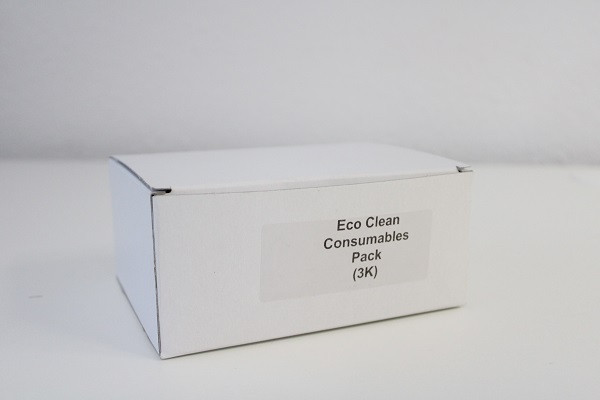 Eco Clean
Consumables
Pack
(3K)